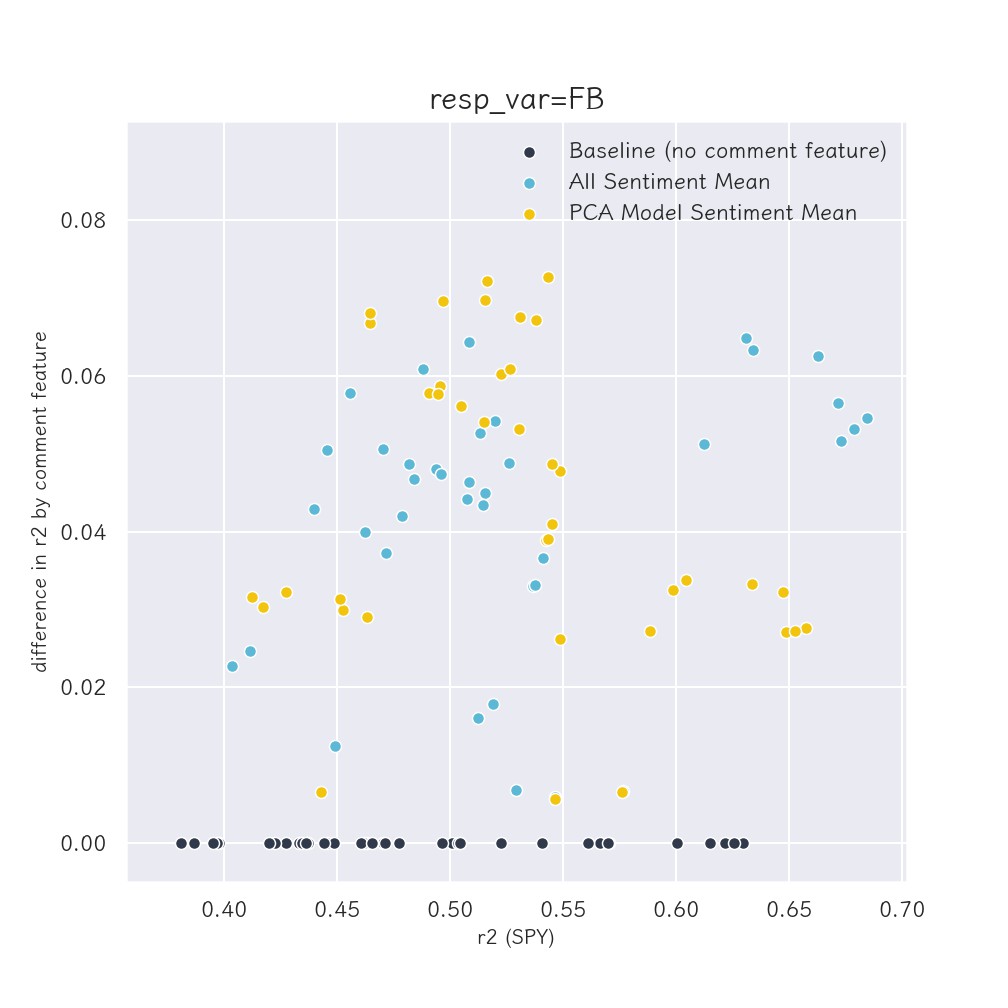 resp_var=FB
Baseline (no comment feature)
All Sentiment Mean
PCA Model Sentiment Mean
0.08
0.06
0.04
0.02
0.00
difference in r2 by comment feature
0.40 0.45 0.50 0.55 0.60 0.65 0.70
r2 (SPY)